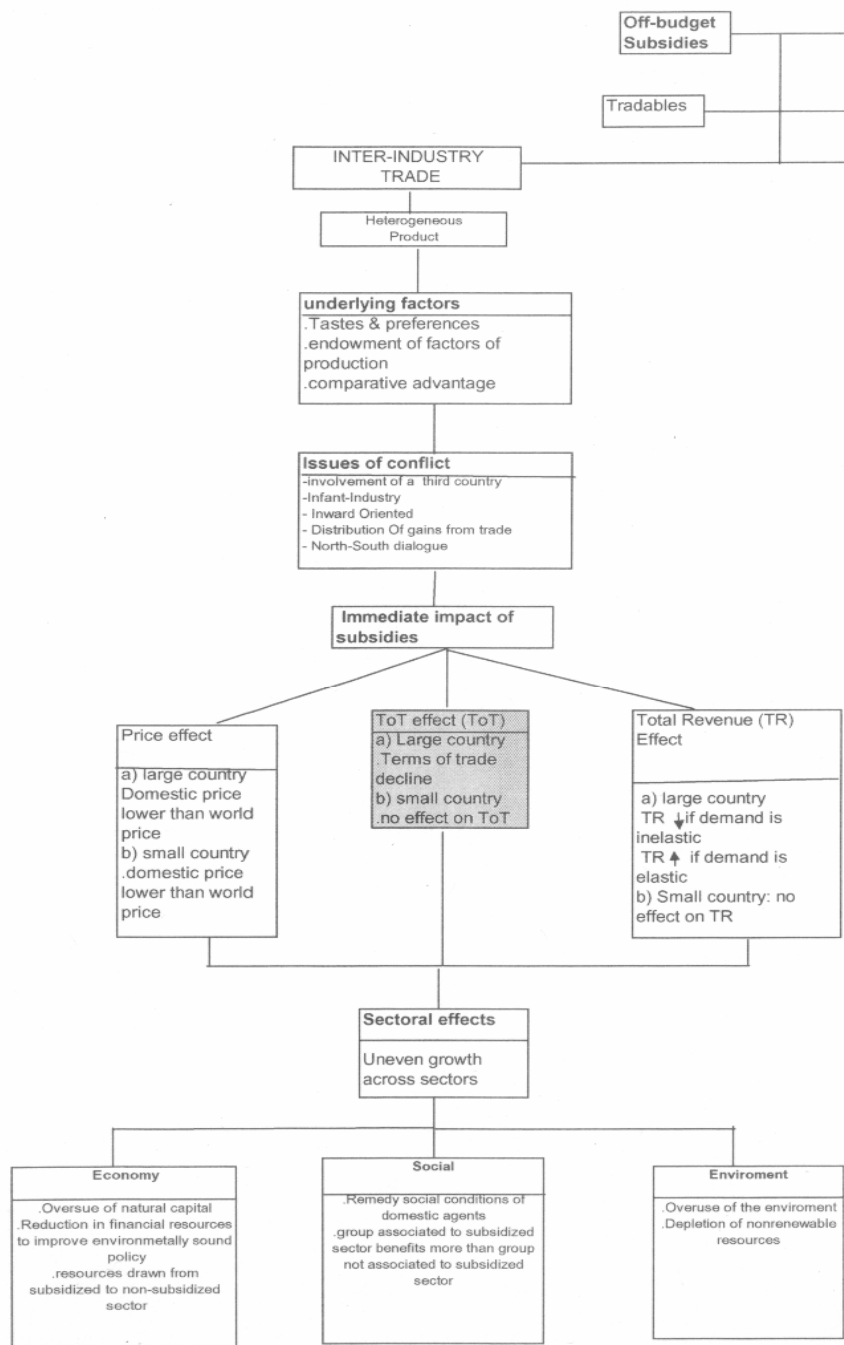 Off-budget
Subsidies
Tradables
INTER-INDUSTRY
TRADE
Heterogeneous
Product
underlying factors
.Tastes & preferences
.endowment of factors of
production
.comparative advantage
Issues of conflict
-involvement of a third country
-Infant-Industry
- Inward Oriented
- Distribution Of gains from trade
- North-South dialogue
Immediate impact of
subsidies
Price effect
a) large country
Domestic price
lower than world
price
b) small country
.domestic price
lower than world
price
ToT effect (ToT)
a) Large country
.Terms of trade
decline
b) small country
.no effect on ToT
Total Revenue (TR)
Effect
a) large country
TR ↓ if demand is
inelastic
TR ↑ if demand is
elastic
b) Small country: no
effect on TR
Sectoral effects
Uneven growth
across sectors
Economy
.Oversue of natural capital
.Reduction in financial resources
to improve environmetally sound
policy
.resources drawn from
subsidized to non-subsidized
sector
Social
.Remedy social conditions of
domestic agents
.group associated to subsidized
sector benefits more than group
not associated to subsidized
sector
Enviroment
.Overuse of the enviroment
.Depletion of nonrenewable
resources